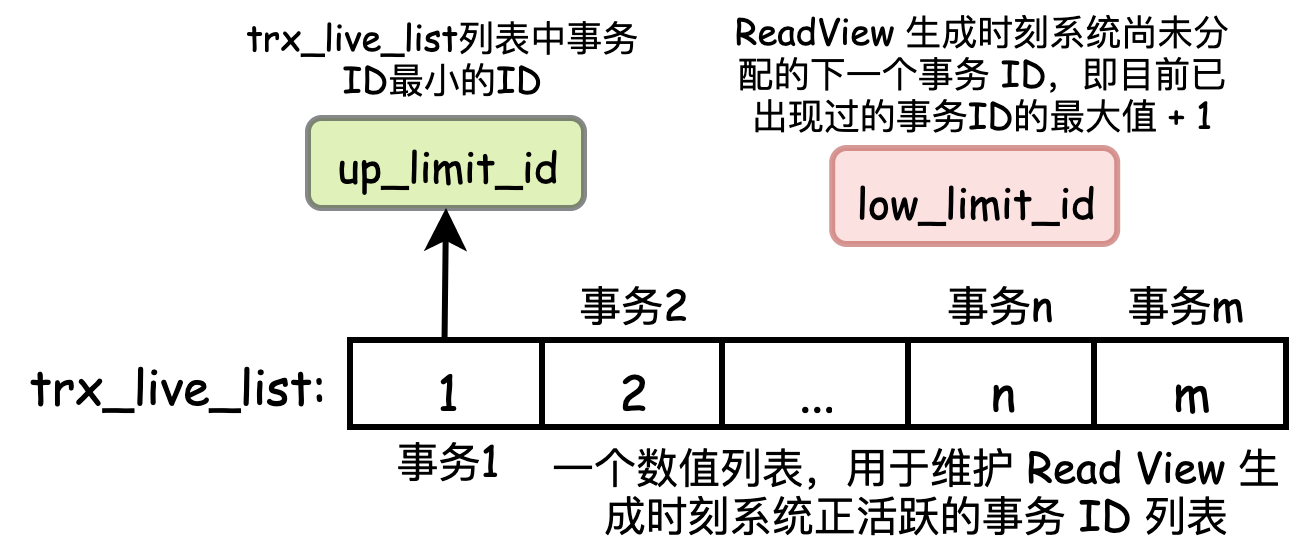 trx_live_list列表中事务
ID最小的ID
up_limit_id
ReadView 生成时刻系统尚未分
配的下一个事务 ID，即目前已
出现过的事务ID的最大值 + 1
low_limit_id
事务2
事务n
事务m
trx_live_list:
1
2
...
n
m
事务1
一个数值列表，用于维护 Read View 生
成时刻系统正活跃的事务 ID 列表